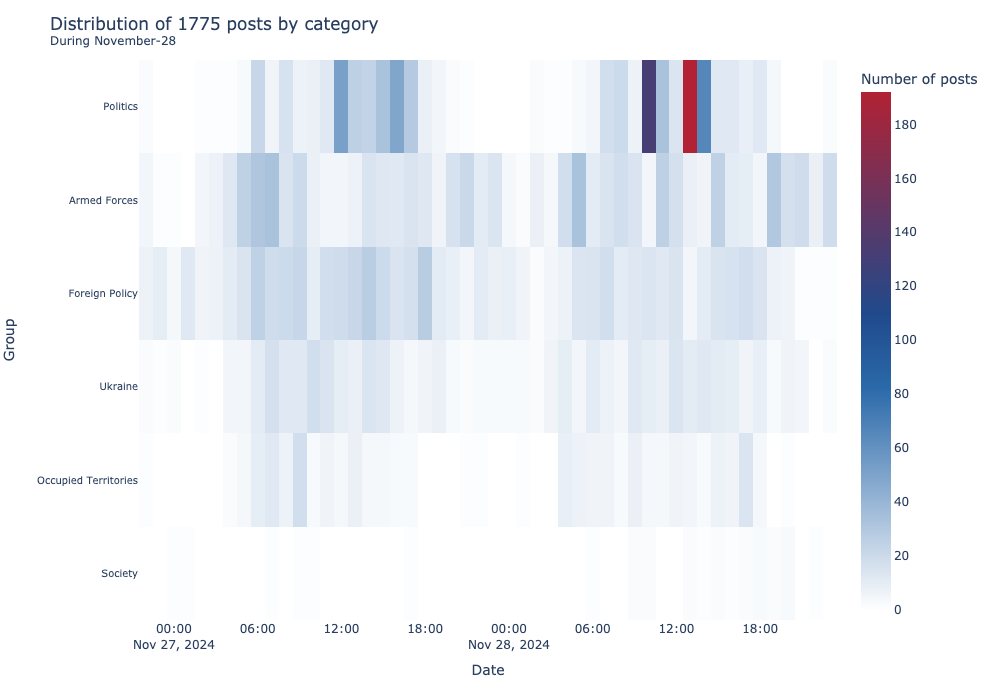 Distribution of 1775 posts by category
During November-28
Number of posts
Politics
Armed Forces
Foreign Policy
Ukraine
Occupied Territories
Society
Group
180
160
140
120
100
80
60
40
20
0
00:00
Nov 27, 2024
06:00
12:00
18:00
00:00
Nov 28, 2024
06:00
12:00
18:00
Date